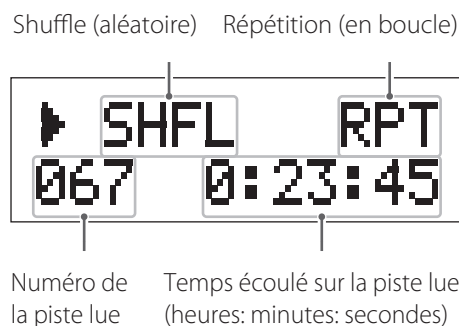 Shuffle (aléatoire) Répétition (en boucle)
SHFL RPT
067 0:23:45
Numéro de Temps écoulé sur la piste lue
la piste lue (heures: minutes: secondes)